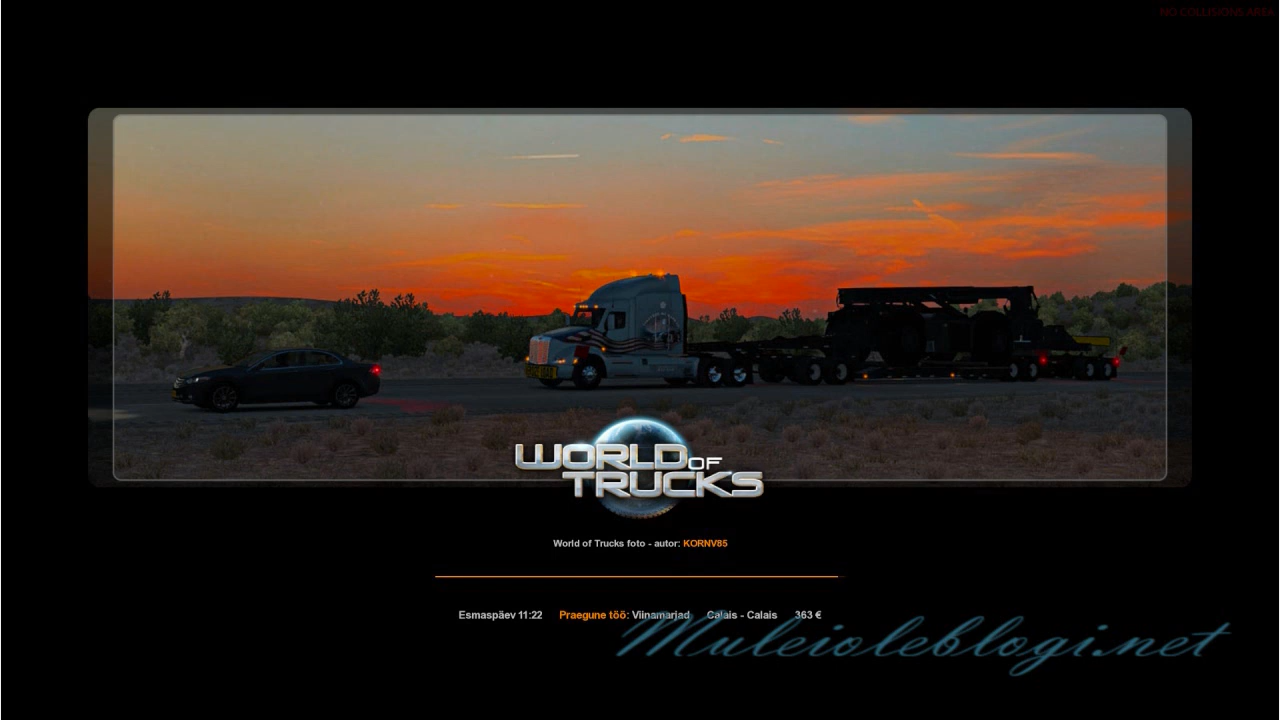 NO COLLISIONS AREA
WORLD OF
TRUCKS
World of Trucks foto - autor: KORNV85
Esmaspäev 11:22 Praegune töö: Viinamarjad Calais - Calais 363 €
Muleioleblogi.net